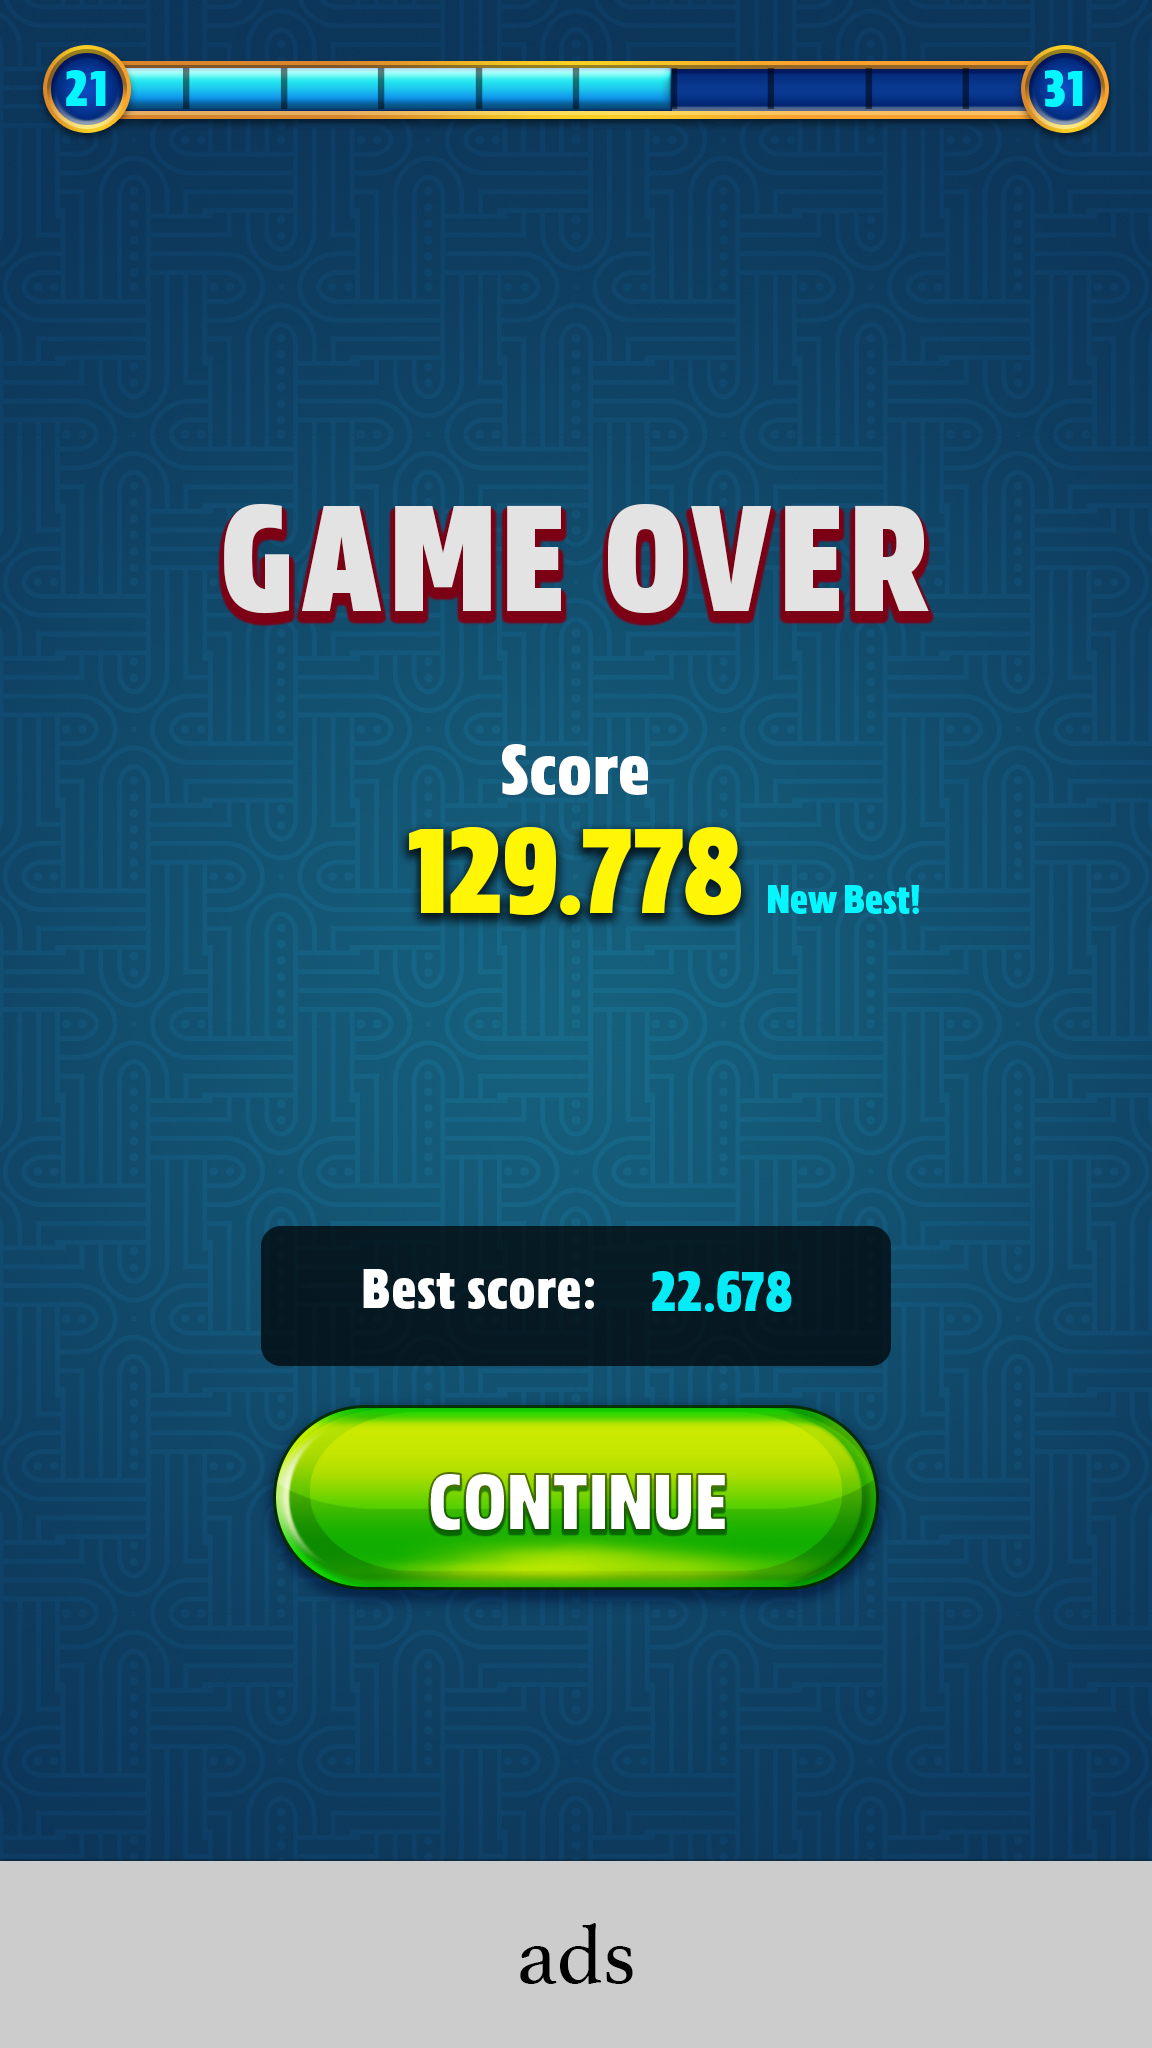 21 31
GAME OVER
Score
129.778 New Best!
Best score: 22.678
CONTINUE
ads